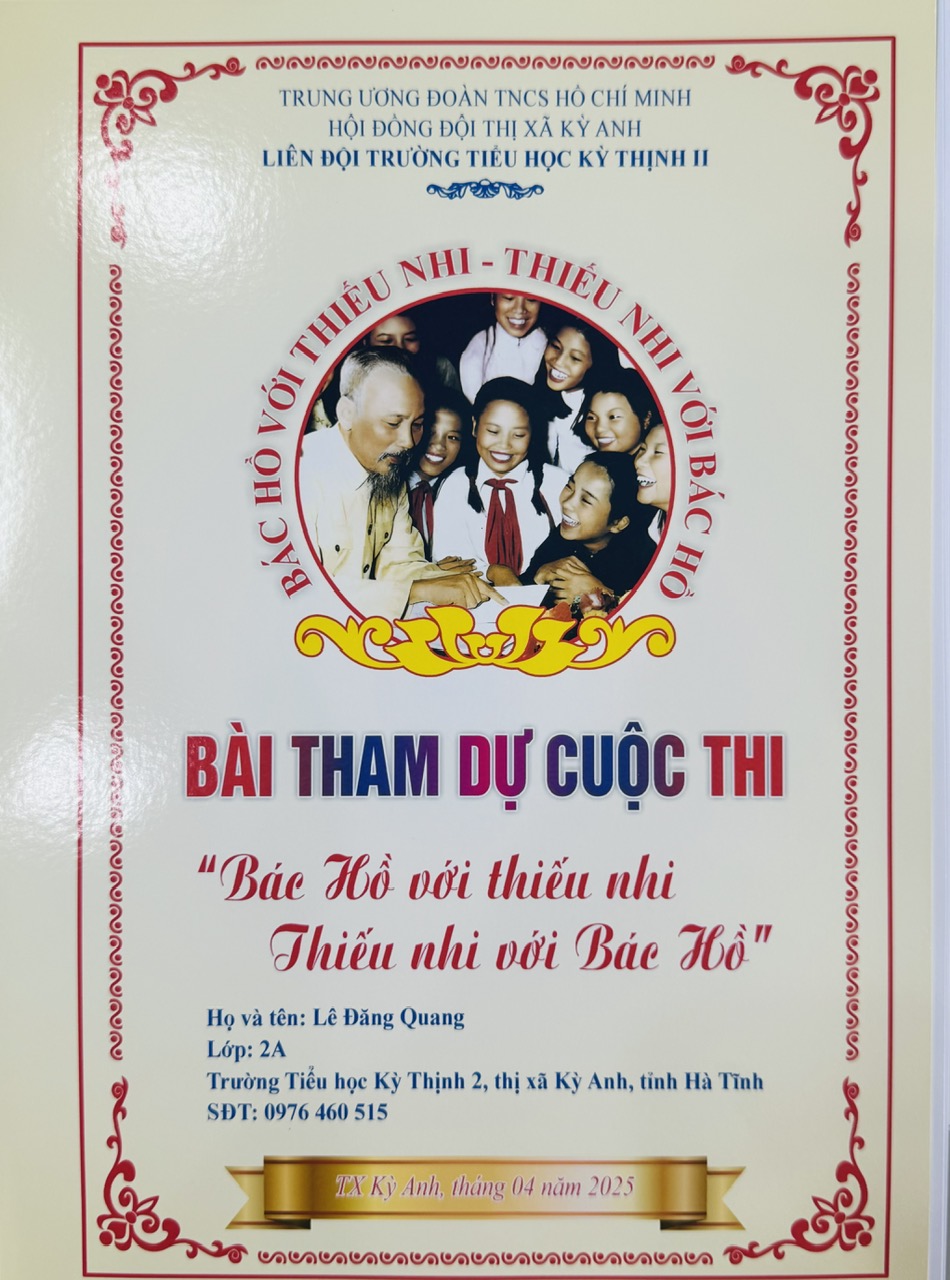 TRUNG ƯƠNG ĐOÀN TNCS HỒ CHÍ MINH
HỘI ĐỒNG ĐỘI THỊ XÃ KỲ ANH
LIÊN ĐỘI TRƯỜNG TIỂU HỌC KỲ THỊNH II
BÁC HỒ VỚI THIẾU NHI - THIẾU NHI VỚI BÁC HỒ
BÀI THAM DỰ CUỘC THI
"Bác Hồ với thiếu nhi
Thiếu nhi với Bác Hồ"
Họ và tên: Lê Đăng Quang
Lớp: 2A
Trường Tiểu học Kỳ Thịnh 2, thị xã Kỳ Anh, tỉnh Hà Tĩnh
SĐT: 0976 460 515
TX Kỳ Anh, tháng 04 năm 2025